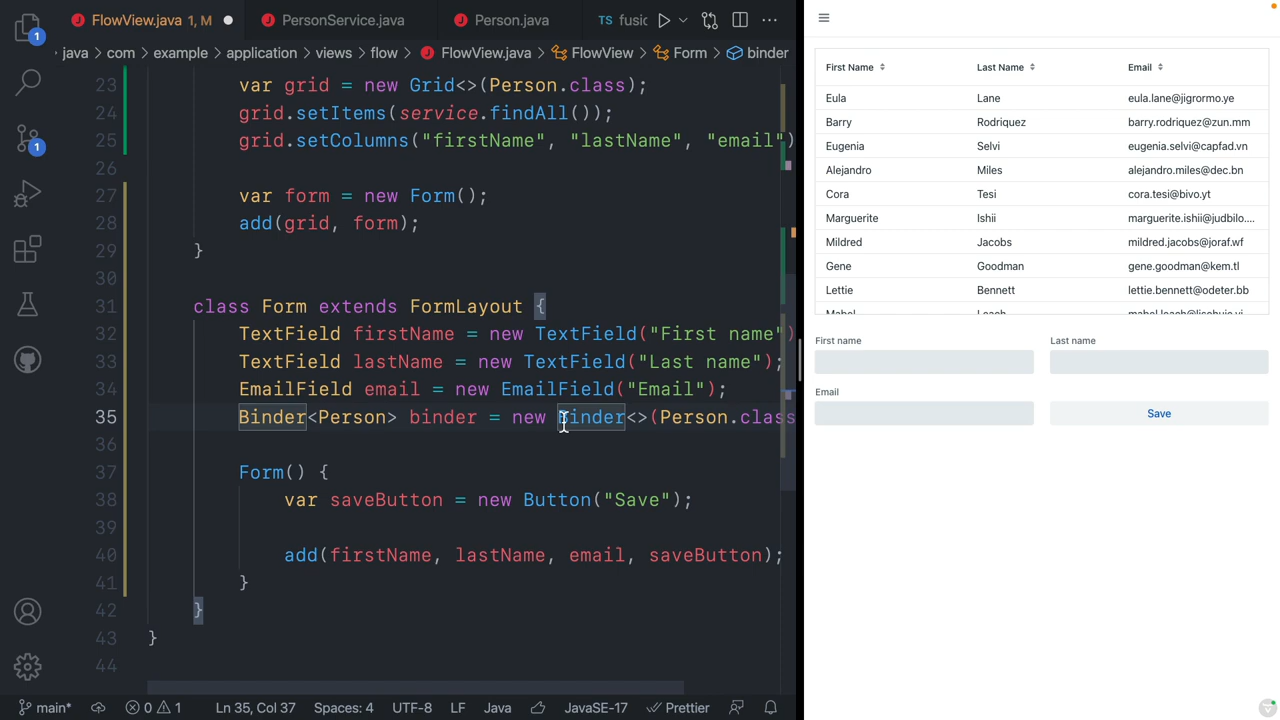 FlowView.java 1, M
PersonService.java
Person.java
TS fusic
java > com > example > application > views > flow > FlowView.java > FlowView > Form > binder
23 var grid = new Grid<>(Person.class);
24 grid.setItems(service.findAll());
25 grid.setColumns("firstName", "lastName", "email")
26
27 var form = new Form();
28 add(grid, form);
29 }
30
31 class Form extends FormLayout {
32 TextField firstName = new TextField("First name")
33 TextField lastName = new TextField("Last name");
34 EmailField email = new EmailField("Email");
35 Binder<Person> binder = new Binder<>(Person.class
36
37 Form() {
38 var saveButton = new Button("Save");
39
40 add(firstName, lastName, email, saveButton);
41 }
42 }
43 }
44
1
1
main* 0 1 Ln 35, Col 37 Spaces: 4 UTF-8 LF Java JavaSE-17 Prettier
First Name Last Name Email
Eula Lane eula.lane@jigrormo.ye
Barry Rodriquez barry.rodriquez@zun.mm
Eugenia Selvi eugenia.selvi@capfad.vn
Alejandro Miles alejandro.miles@dec.bn
Cora Tesi cora.tesi@bivo.yt
Marguerite Ishii marguerite.ishii@judbilo....
Mildred Jacobs mildred.jacobs@joraf.wf
Gene Goodman gene.goodman@kem.tl
Lettie Bennett lettie.bennett@odeter.bb
First name Last name
Email
Save